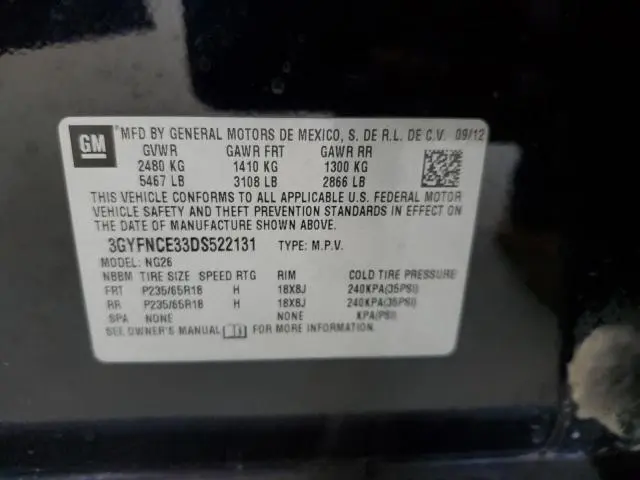 GM MFD BY GENERAL MOTORS DE MEXICO, S. DE R.L. DE C.V. 09/12
GVWR GAWR FRT GAWR RR
2480 KG 1410 KG 1300 KG
5467 LB 3108 LB 2866 LB
THIS VEHICLE CONFORMS TO ALL APPLICABLE U.S. FEDERAL MOTOR
VEHICLE SAFETY AND THEFT PREVENTION STANDARDS IN EFFECT ON
THE DATE OF MANUFACTURE SHOWN ABOVE.
3GYFNCE33DS522131 TYPE: M.P.V.
MODEL: NG26
NBBM TIRE SIZE SPEED RTG RIM COLD TIRE PRESSURE
FRT P235/65R18 H 18X8J 240KPA(35PSI)
RR P235/65R18 H 18X8J 240KPA(35PSI)
SPA NONE NONE KPA(PSI)
SEE OWNER'S MANUAL FOR MORE INFORMATION.